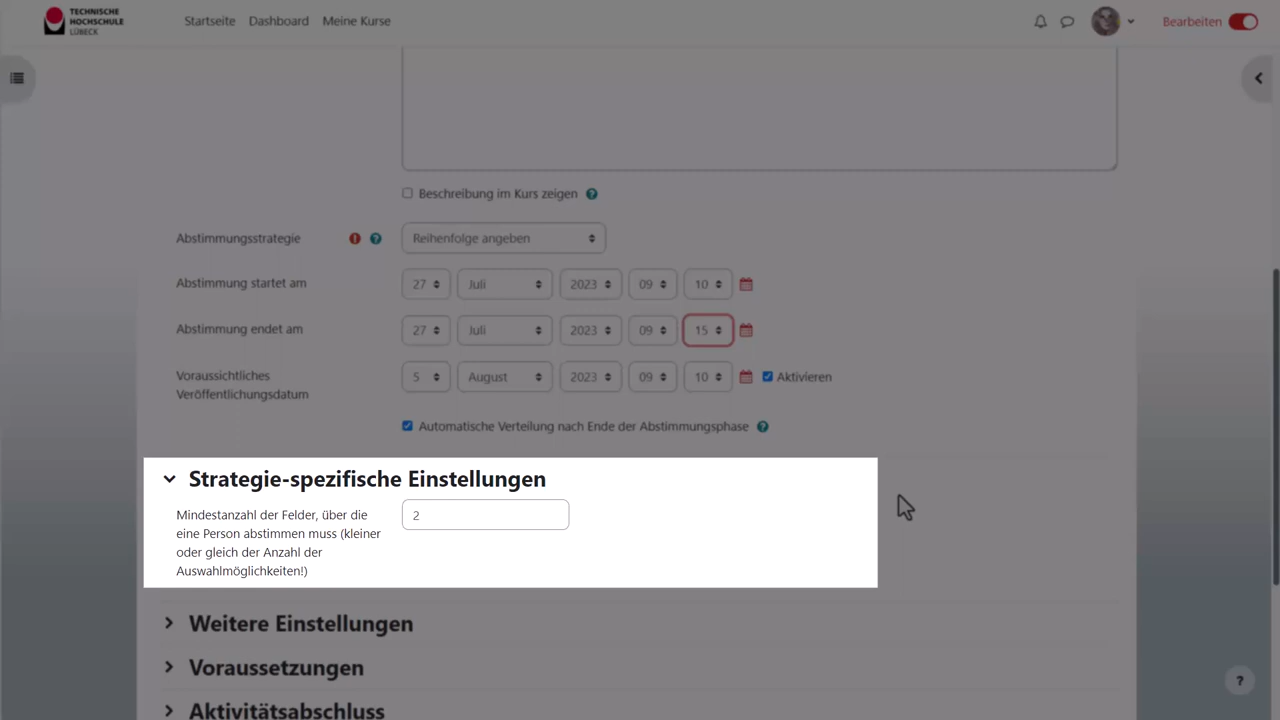 TECHNISCHE
HOCHSCHULE
LÜBECK
Startseite Dashboard Meine Kurse
Bearbeiten
Beschreibung im Kurs zeigen ?
Abstimmungsstrategie ! ? Reihenfolge angeben
Abstimmung startet am 27 Juli 2023 09 10
Abstimmung endet am 27 Juli 2023 09 15
Voraussichtliches
Veröffentlichungsdatum 5 August 2023 09 10 Aktivieren
Automatische Verteilung nach Ende der Abstimmungsphase ?
Strategie-spezifische Einstellungen
Mindestanzahl der Felder, über die 2
eine Person abstimmen muss (kleiner
oder gleich der Anzahl der
Auswahlmöglichkeiten!)
Weitere Einstellungen
Voraussetzungen
?
Aktivitätsabschluss